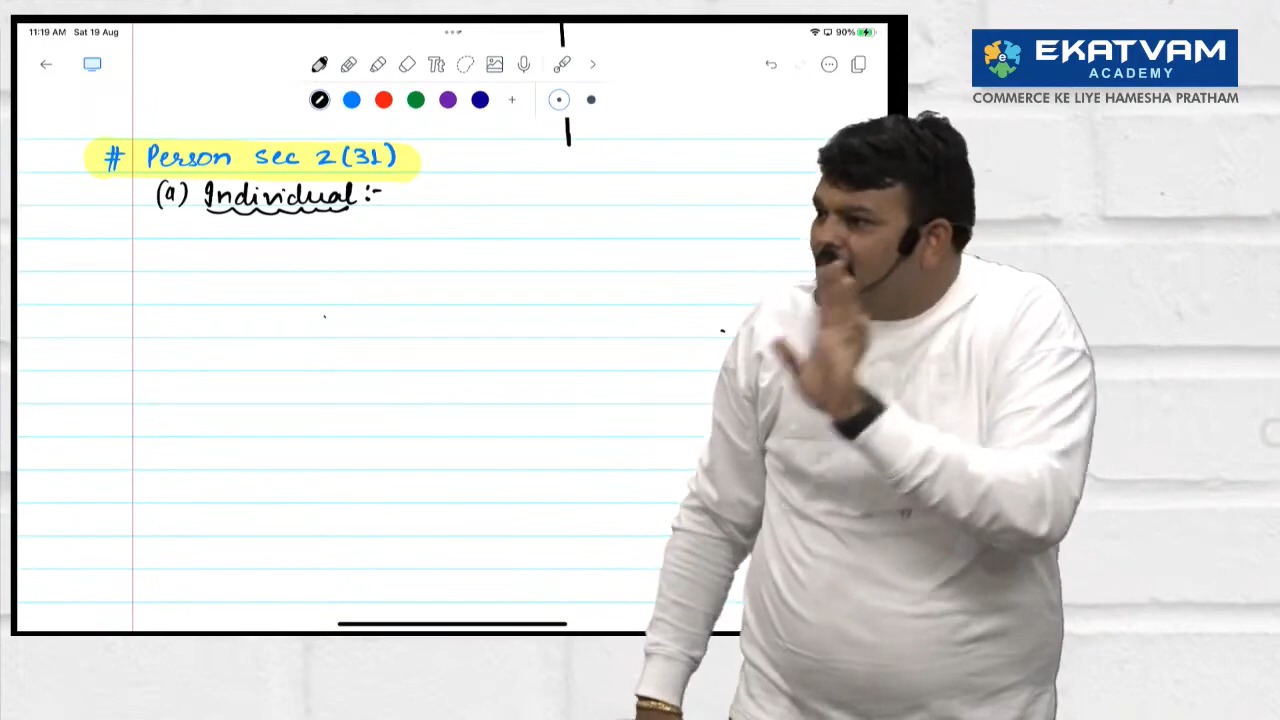 11:19 AM Sat 19 Aug
90%
Tt
# Person sec 2(31)
(a) Individual :-
EKATVAM
ACADEMY
COMMERCE KE LIYE HAMESHA PRATHAM